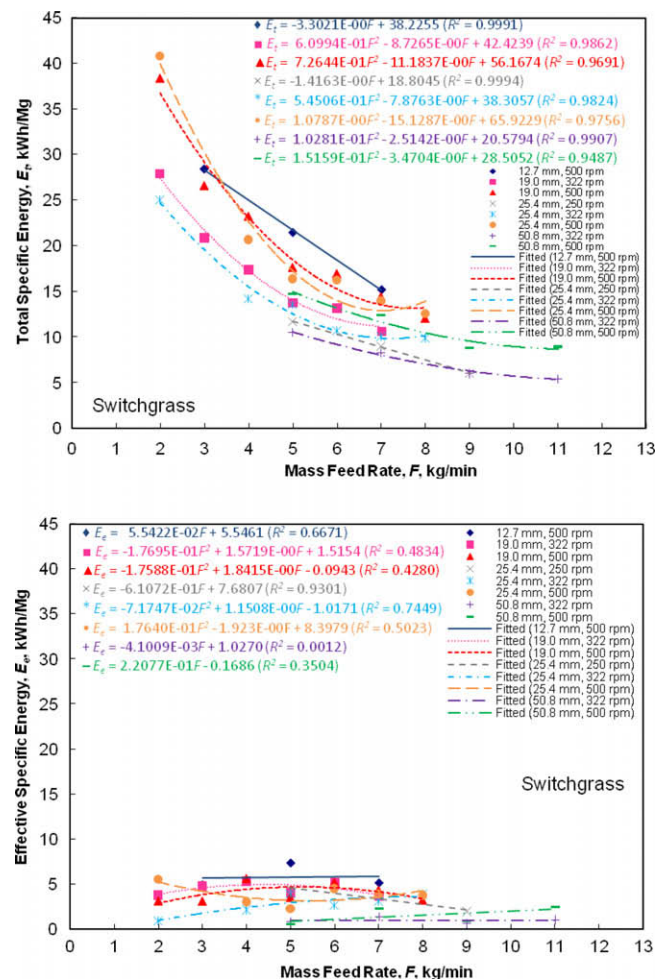 45
40
35
30
25
20
15
10
5
0
Total Specific Energy, Et, kWh/Mg
♦ Et = -3.3021E-00F + 38.2255 (R² = 0.9991)
■ Et = 6.0994E-01F² - 8.7265E-00F + 42.4239 (R² = 0.9862)
▲ Et = 7.2644E-01F² - 11.1837-00F + 56.1674 (R² = 0.9691)
× Et = -1.4163E-00F + 18.8045 (R² = 0.9994)
* Et = 5.4506E-01F² - 7.8763E-00F + 38.3057 (R² = 0.9824)
• Et = 1.0787E-00F² - 15.1287E-00F + 65.9229 (R² = 0.9756)
+ Et = 1.0281E-01F² - 2.5142E-00F + 20.5794 (R² = 0.9907)
− Et = 1.5159E-01F² - 3.4704E-00F + 28.5052 (R² = 0.9487)
12.7 mm, 500 rpm
19.0 mm, 322 rpm
19.0 mm, 500 rpm
25.4 mm, 250 rpm
25.4 mm, 322 rpm
25.4 mm, 500 rpm
50.8 mm, 322 rpm
50.8 mm, 500 rpm
Fitted (12.7 mm, 500 rpm)
Fitted (19.0 mm, 322 rpm)
Fitted (19.0 mm, 500 rpm)
Fitted (25.4 mm, 250 rpm)
Fitted (25.4 mm, 322 rpm)
Fitted (25.4 mm, 500 rpm)
Fitted (50.8 mm, 322 rpm)
Fitted (50.8 mm, 500 rpm)
Switchgrass
0 1 2 3 4 5 6 7 8 9 10 11 12 13
Mass Feed Rate, F, kg/min
45
40
35
30
25
20
15
10
5
0
Effective Specific Energy, Ee, kWh/Mg
♦ Ee = 5.5422E-02F + 5.5461 (R² = 0.6671)
■ Ee = -1.7695E-01F² + 1.5719E-00F + 1.5154 (R² = 0.4834)
▲ Ee = -1.7588E-01F² + 1.8415E-00F - 0.0943 (R² = 0.4280)
× Ee = -6.1072E-01F + 7.6807 (R² = 0.9301)
* Ee = -7.1747E-02F² + 1.1508E-00F - 1.0171 (R² = 0.7449)
• Ee = 1.7640E-01F² - 1.923E-00F + 8.3979 (R² = 0.5023)
+ Ee = -4.1009E-03F + 1.0270 (R² = 0.0012)
− Ee = 2.2077E-01F - 0.1686 (R² = 0.3504)
12.7 mm, 500 rpm
19.0 mm, 322 rpm
19.0 mm, 500 rpm
25.4 mm, 250 rpm
25.4 mm, 322 rpm
25.4 mm, 500 rpm
50.8 mm, 322 rpm
50.8 mm, 500 rpm
Fitted (12.7 mm, 500 rpm)
Fitted (19.0 mm, 322 rpm)
Fitted (19.0 mm, 500 rpm)
Fitted (25.4 mm, 250 rpm)
Fitted (25.4 mm, 322 rpm)
Fitted (25.4 mm, 500 rpm)
Fitted (50.8 mm, 322 rpm)
Fitted (50.8 mm, 500 rpm)
Switchgrass
0 1 2 3 4 5 6 7 8 9 10 11 12 13
Mass Feed Rate, F, kg/min